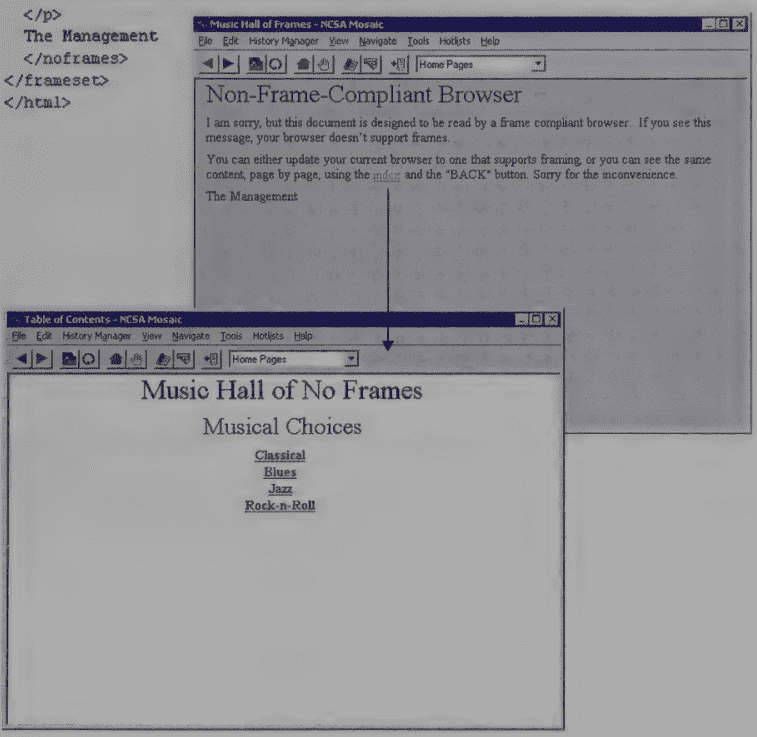 </p>
The Management
</noframes>
</frameset>
</html>
Music Hall of Frames - NCSA Mosaic
File Edit History Manager View Navigate Tools Hotlists Help
Home Pages
Non-Frame-Compliant Browser
I am sorry, but this document is designed to be read by a frame compliant browser. If you see this
message, your browser doesn't support frames.
You can either update your current browser to one that supports framing, or you can see the same
content, page by page, using the index and the "BACK" button. Sorry for the inconvenience.
The Management
Table of Contents - NCSA Mosaic
File Edit History Manager View Navigate Tools Hotlists Help
Home Pages
Music Hall of No Frames
Musical Choices
Classical
Blues
Jazz
Rock-n-Roll